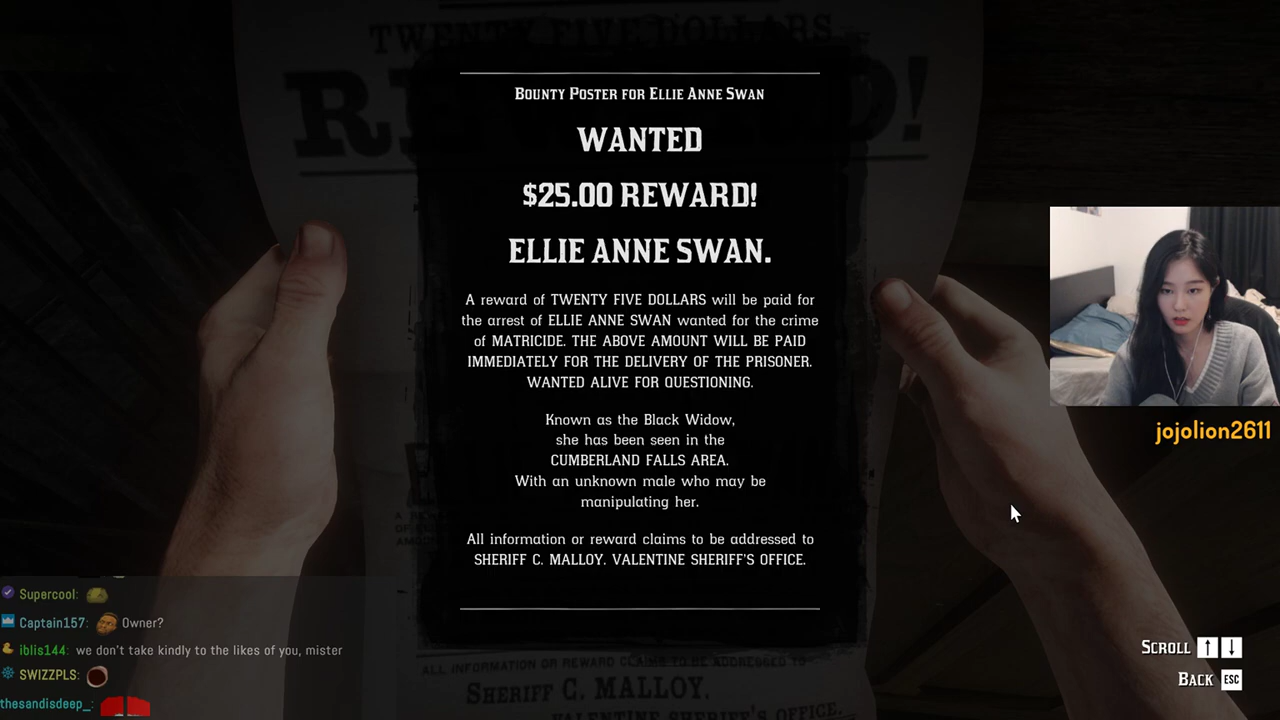 TWENTY FIVE DOLLARS
BOUNTY POSTER FOR ELLIE ANNE SWAN
WANTED
$25.00 REWARD!
ELLIE ANNE SWAN.
A reward of TWENTY FIVE DOLLARS will be paid for
the arrest of ELLIE ANNE SWAN wanted for the crime
of MATRICIDE. THE ABOVE AMOUNT WILL BE PAID
IMMEDIATELY FOR THE DELIVERY OF THE PRISONER.
WANTED ALIVE FOR QUESTIONING.
Known as the Black Widow,
she has been seen in the
CUMBERLAND FALLS AREA.
With an unknown male who may be
manipulating her.
All information or reward claims to be addressed to
SHERIFF C. MALLOY. VALENTINE SHERIFF'S OFFICE.
ALL INFORMATION OR REWARD CLAIMS TO BE ADDRESSED TO
SHERIFF C. MALLOY.
VALENTINE SHERIFF'S OFFICE.
jojolion2611
Supercool:
Captain157: Owner?
iblis144: we don't take kindly to the likes of you, mister
SWIZZPLS:
thesandisdeep_:
SCROLL ↑ ↓
BACK ESC